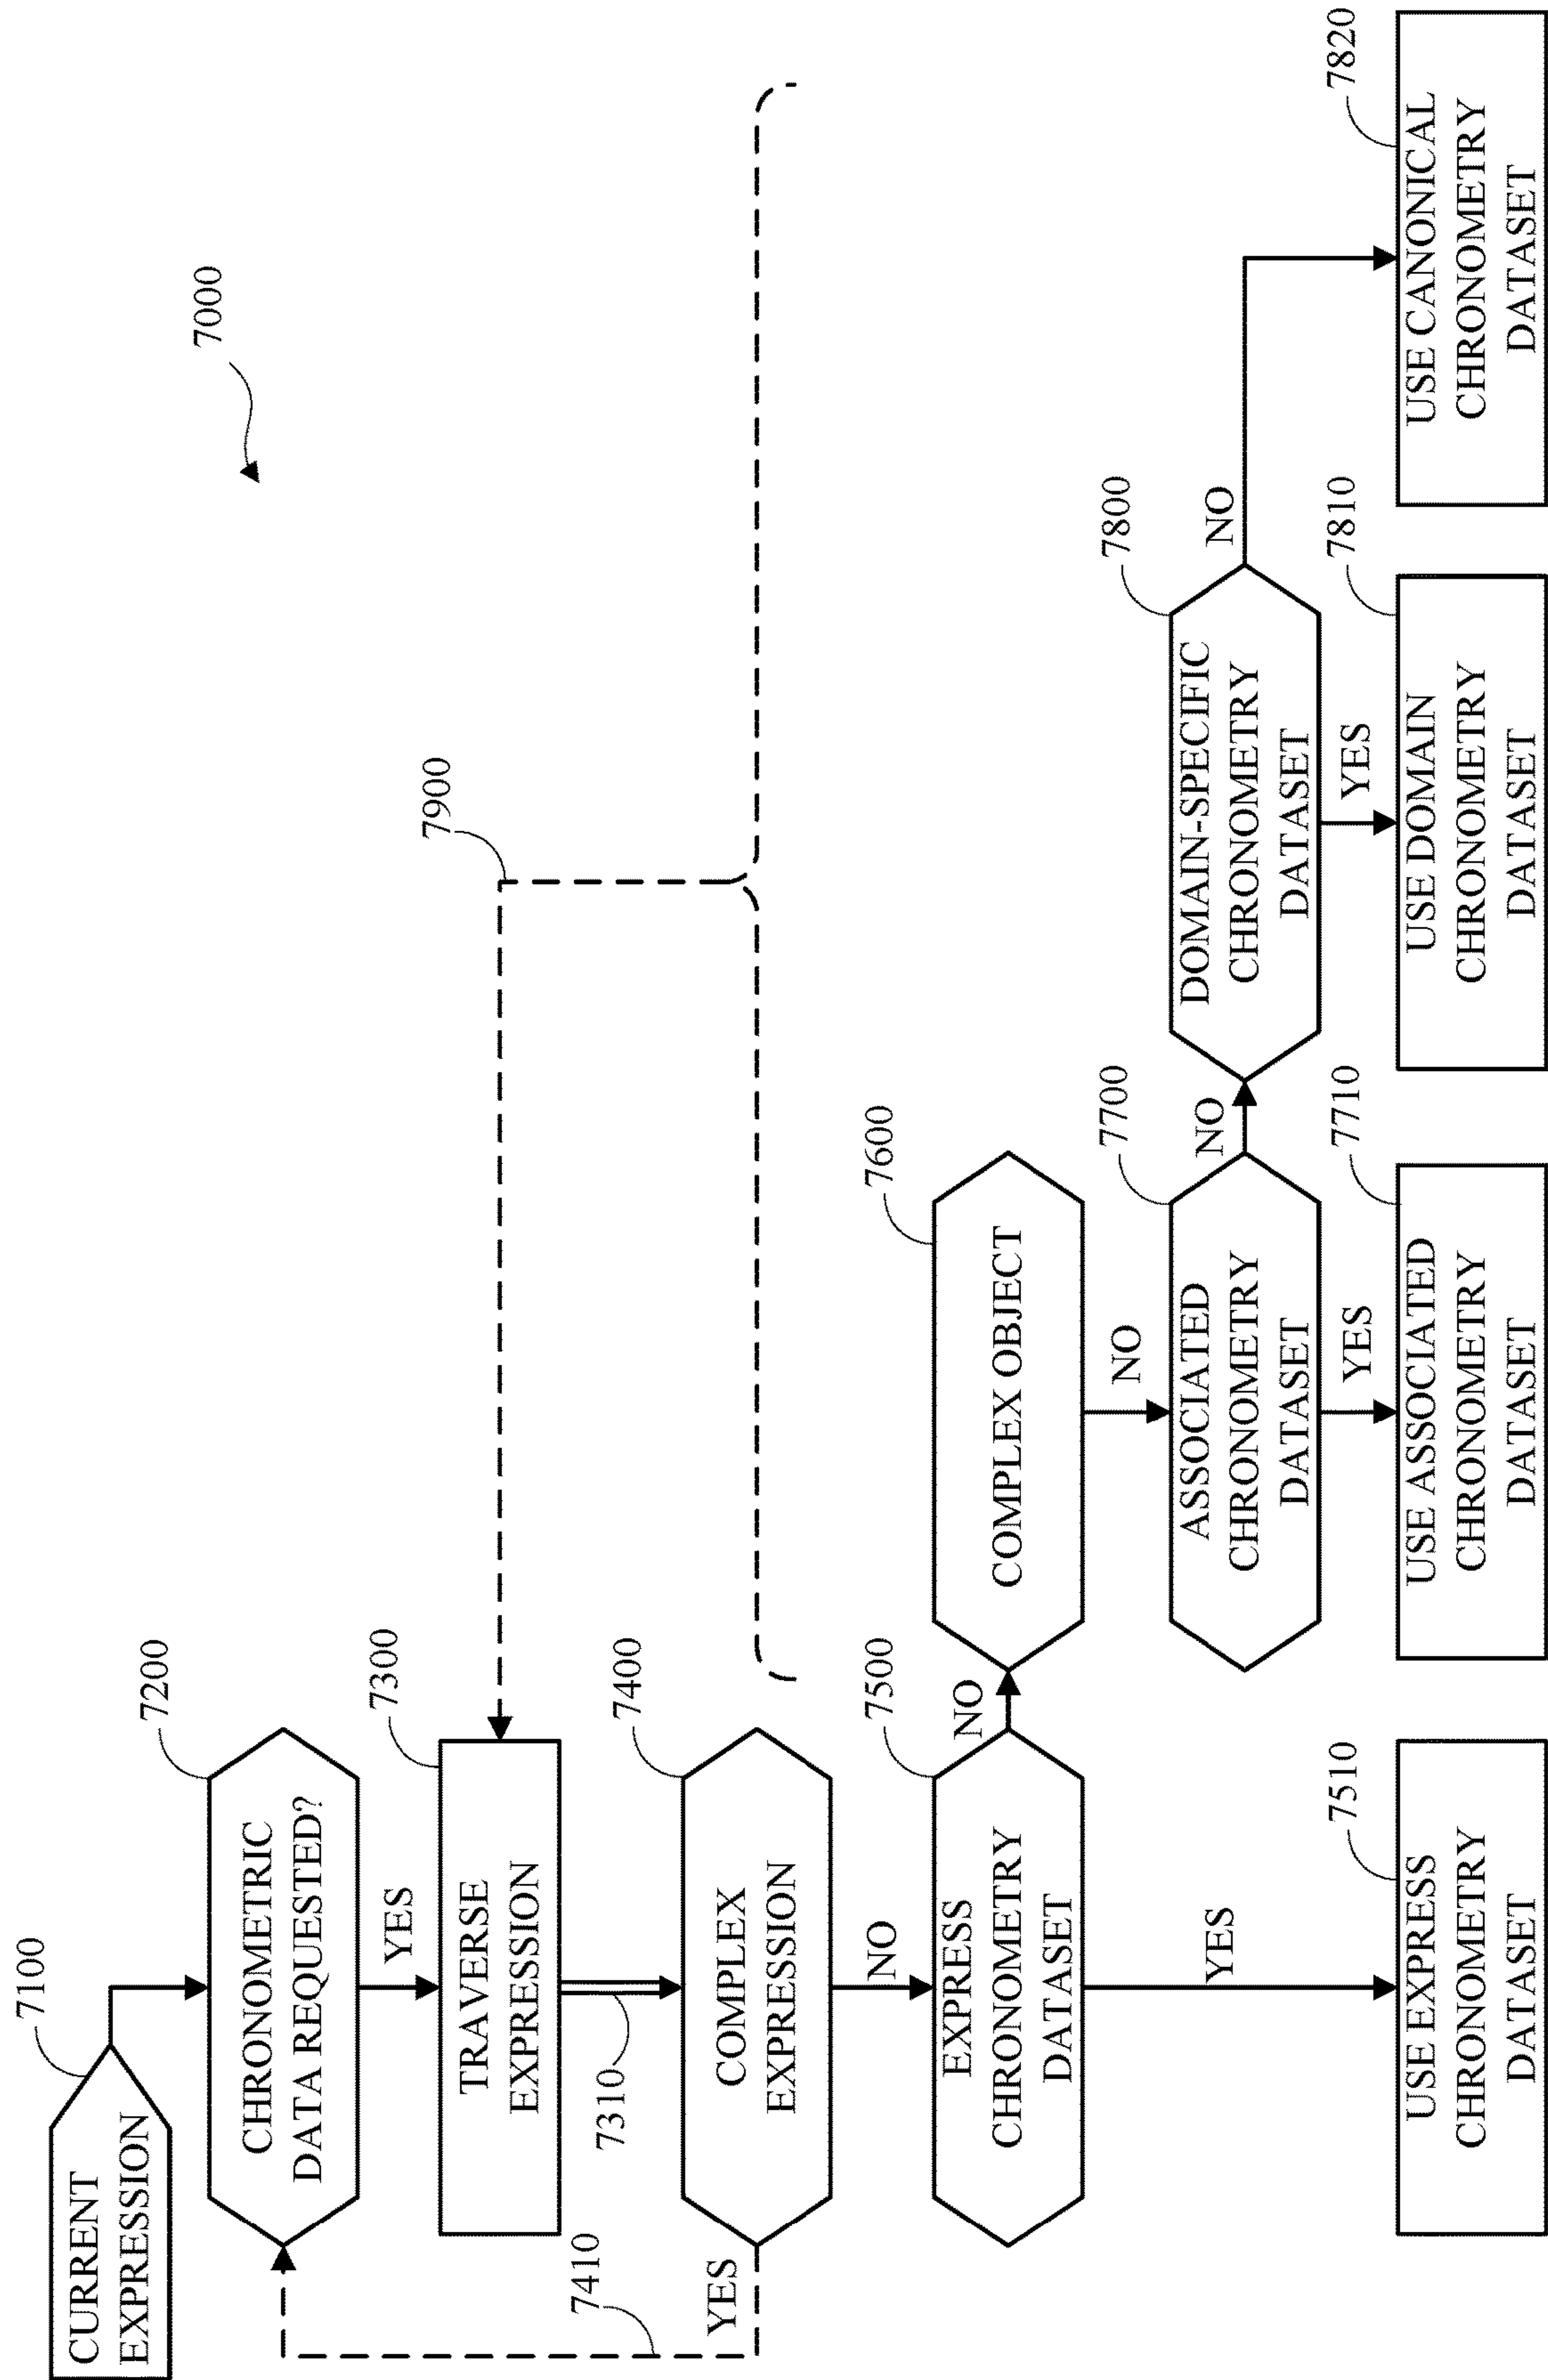 7000
7100
CURRENT
EXPRESSION
7200
CHRONOMETRIC
DATA REQUESTED?
YES
7300
TRAVERSE
EXPRESSION
7310
7900
7400
COMPLEX
EXPRESSION
YES
7410
NO
7500
EXPRESS
CHRONOMETRY
DATASET
NO
YES
7510
USE EXPRESS
CHRONOMETRY
DATASET
7600
COMPLEX OBJECT
NO
7700
ASSOCIATED
CHRONOMETRY
DATASET
NO
YES
7710
USE ASSOCIATED
CHRONOMETRY
DATASET
7800
DOMAIN-SPECIFIC
CHRONOMETRY
DATASET
NO
YES
7810
USE DOMAIN
CHRONOMETRY
DATASET
7820
USE CANONICAL
CHRONOMETRY
DATASET